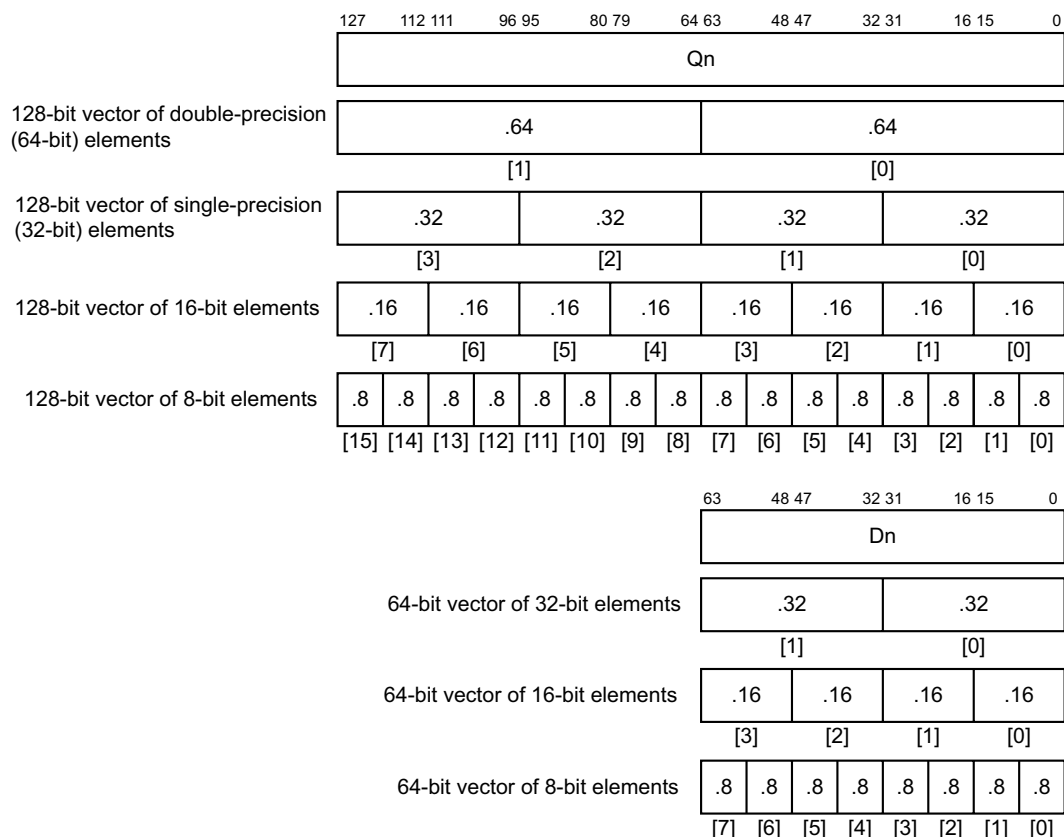 127 112 111 96 95 80 79 64 63 48 47 32 31 16 15 0
Qn
128-bit vector of double-precision
(64-bit) elements
.64 .64
[1] [0]
128-bit vector of single-precision
(32-bit) elements
.32 .32 .32 .32
[3] [2] [1] [0]
128-bit vector of 16-bit elements
.16 .16 .16 .16 .16 .16 .16 .16
[7] [6] [5] [4] [3] [2] [1] [0]
128-bit vector of 8-bit elements
.8 .8 .8 .8 .8 .8 .8 .8 .8 .8 .8 .8 .8 .8 .8 .8
[15] [14] [13] [12] [11] [10] [9] [8] [7] [6] [5] [4] [3] [2] [1] [0]
63 48 47 32 31 16 15 0
Dn
64-bit vector of 32-bit elements
.32 .32
[1] [0]
64-bit vector of 16-bit elements
.16 .16 .16 .16
[3] [2] [1] [0]
64-bit vector of 8-bit elements
.8 .8 .8 .8 .8 .8 .8 .8
[7] [6] [5] [4] [3] [2] [1] [0]